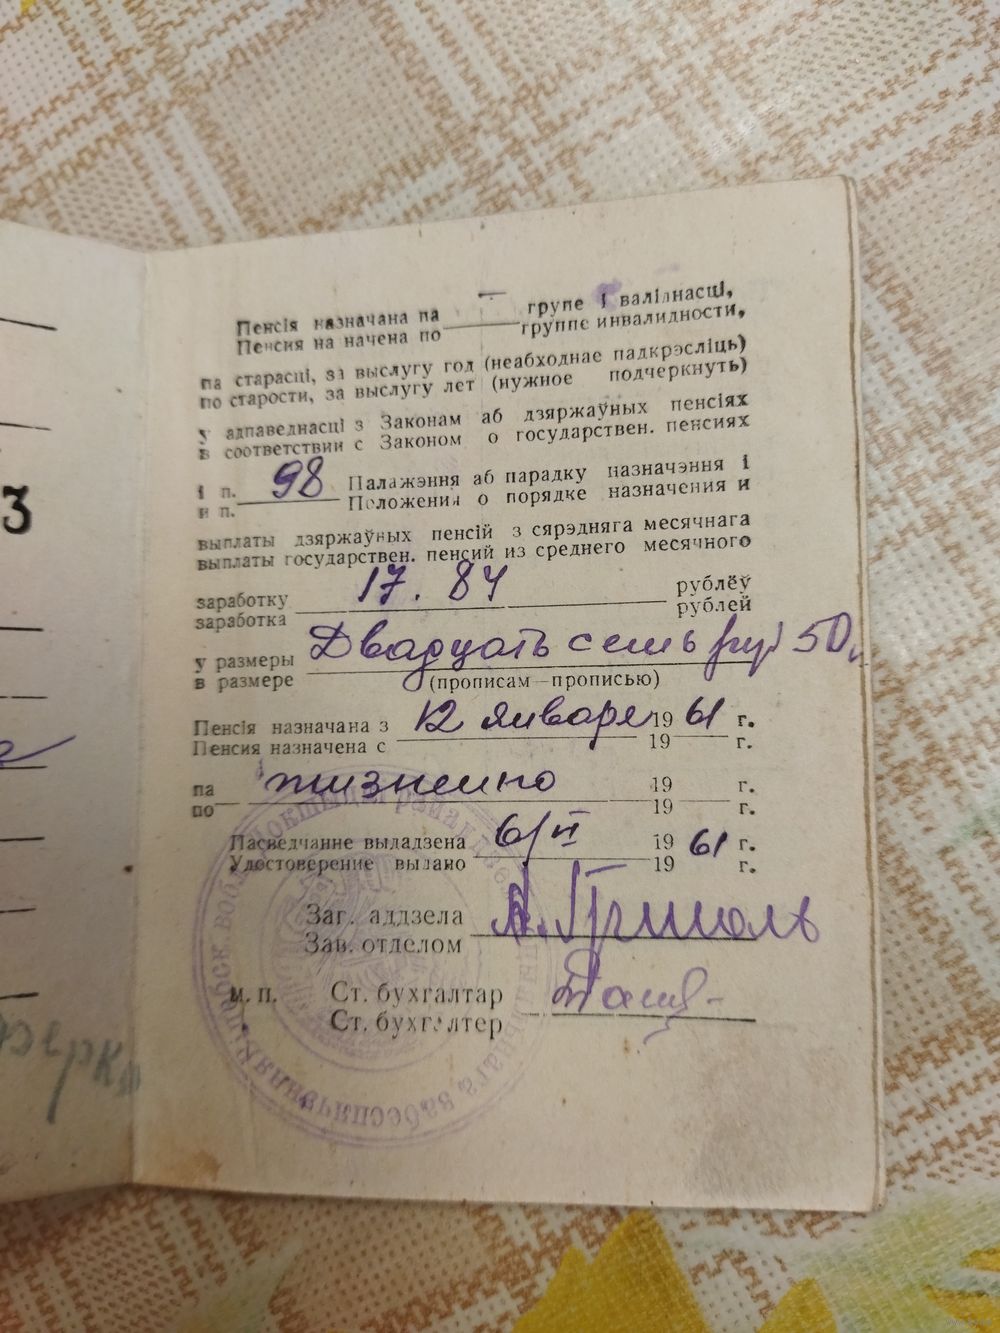 3
Пенсія назначана па — групе і валіднасці,
Пенсия на начена по группе инвалидности,
па старасці, за выслугу год (неабходнае падкрэсліць)
по старости, за выслугу лет (нужное подчеркнуть)
у адпаведнасці з Законам аб дзяржаўных пенсіях
в соответствии с Законом о государствен. пенсиях
і п. 98 Палажэння аб парадку назначэння і
и п. Положения о порядке назначения и
выплаты дзяржаўных пенсій з сярэдняга месячнага
выплаты государствен. пенсий из среднего месячного
заработку 17.84 рублёў
заработка рублей
у размеры Двадцать семь руб 50
в размере (прописам—прописью)
Пенсія назначана з 12 января 19 61 г.
Пенсия назначена с 19 г.
па жизненно 19 г.
по 19 г.
Пасведчанне выладзена 6/II 19 61 г.
Удостоверение выдано 19 г.
Заг. аддзела
Зав. отделом
м. п. Ст. бухгалтар
Ст. бухгалтер
забеспячэння